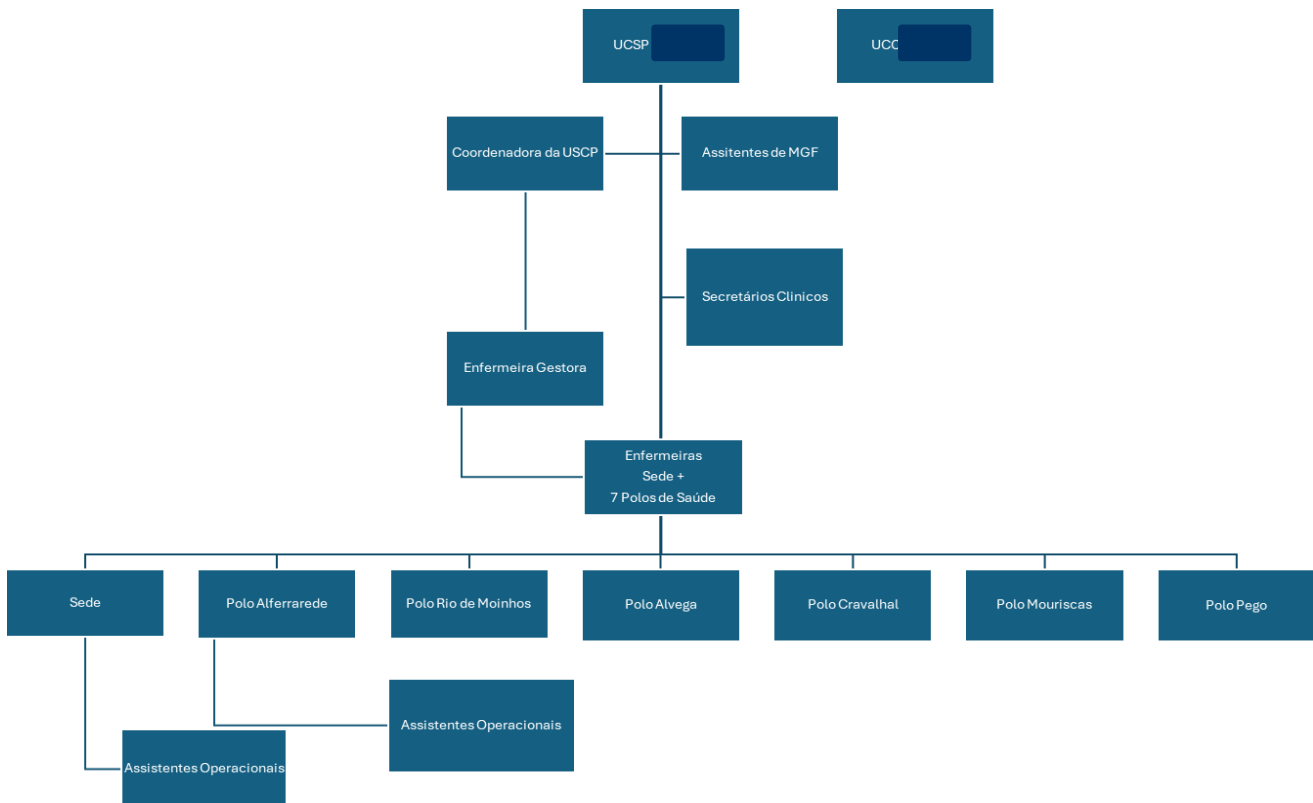 UCSP
UCC
Coordenadora da USCP
Assitentes de MGF
Secretários Clinicos
Enfermeira Gestora
Enfermeiras
Sede +
7 Polos de Saúde
Sede
Polo Alferrarede
Polo Rio de Moinhos
Polo Alvega
Polo Cravalhal
Polo Mouriscas
Polo Pego
Assistentes Operacionais
Assistentes Operacionais